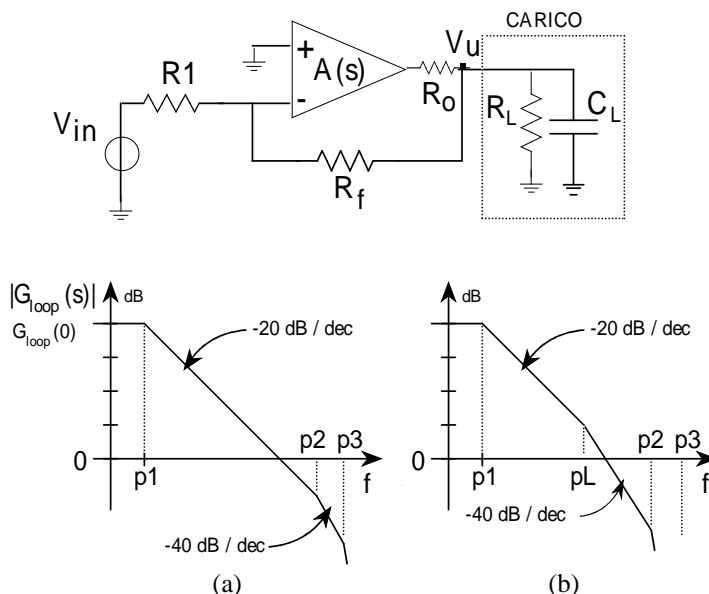 CARICO
Vu
R1
+
A(s)
-
Ro
RL
CL
Vin
Rf
|Gloop(s)|
dB
Gloop(0)
-20 dB / dec
0
p1
p2
p3
f
-40 dB / dec
(a)
dB
-20 dB / dec
0
p1
pL
p2
p3
f
-40 dB / dec
(b)